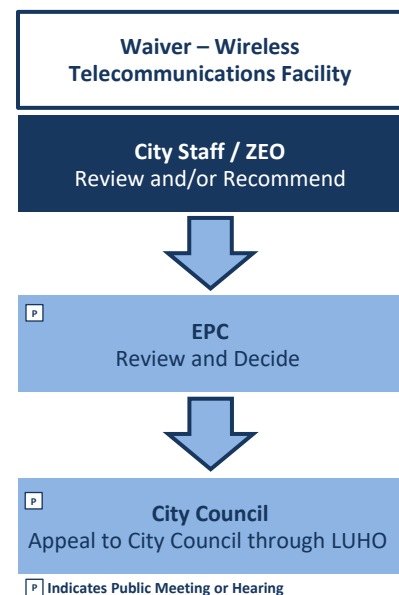 Waiver – Wireless
Telecommunications Facility
City Staff / ZEO
Review and/or Recommend
P
EPC
Review and Decide
P
City Council
Appeal to City Council through LUHO
P Indicates Public Meeting or Hearing